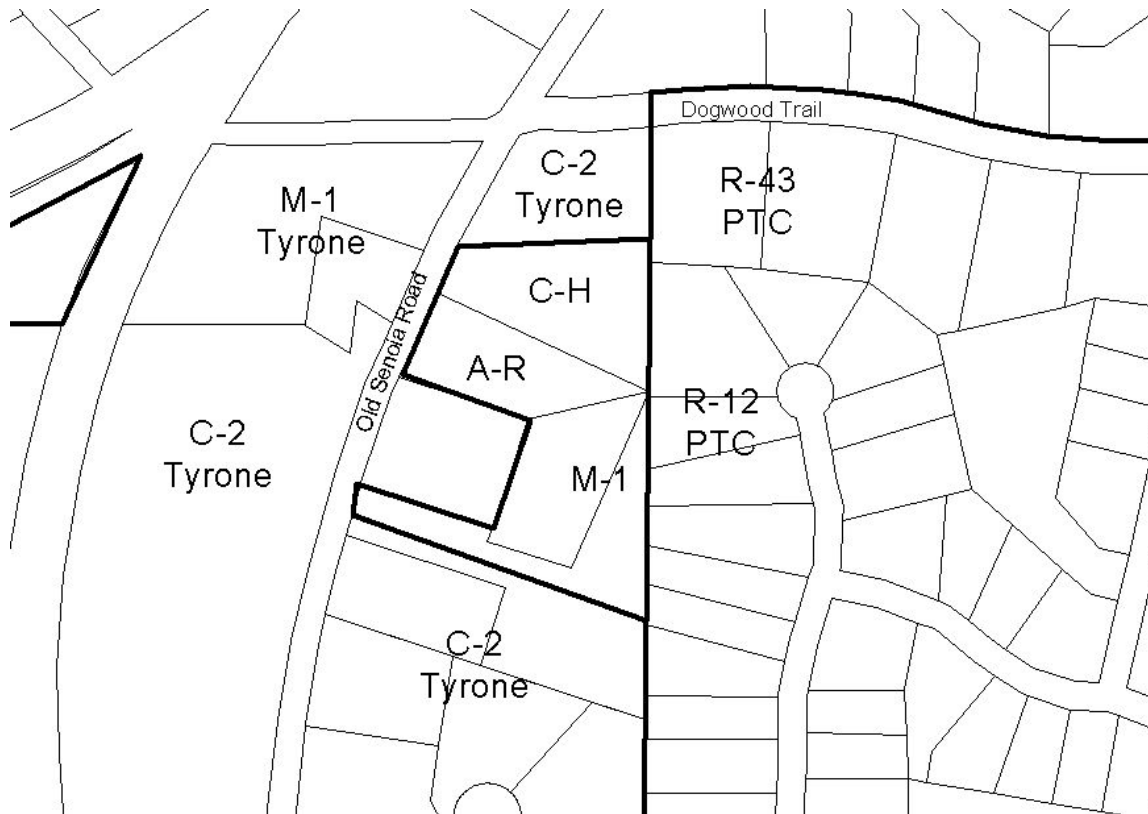 Dogwood Trail
C-2
Tyrone
R-43
PTC
M-1
Tyrone
C-H
Old Senoia Road
A-R
R-12
PTC
C-2
Tyrone
M-1
C-2
Tyrone